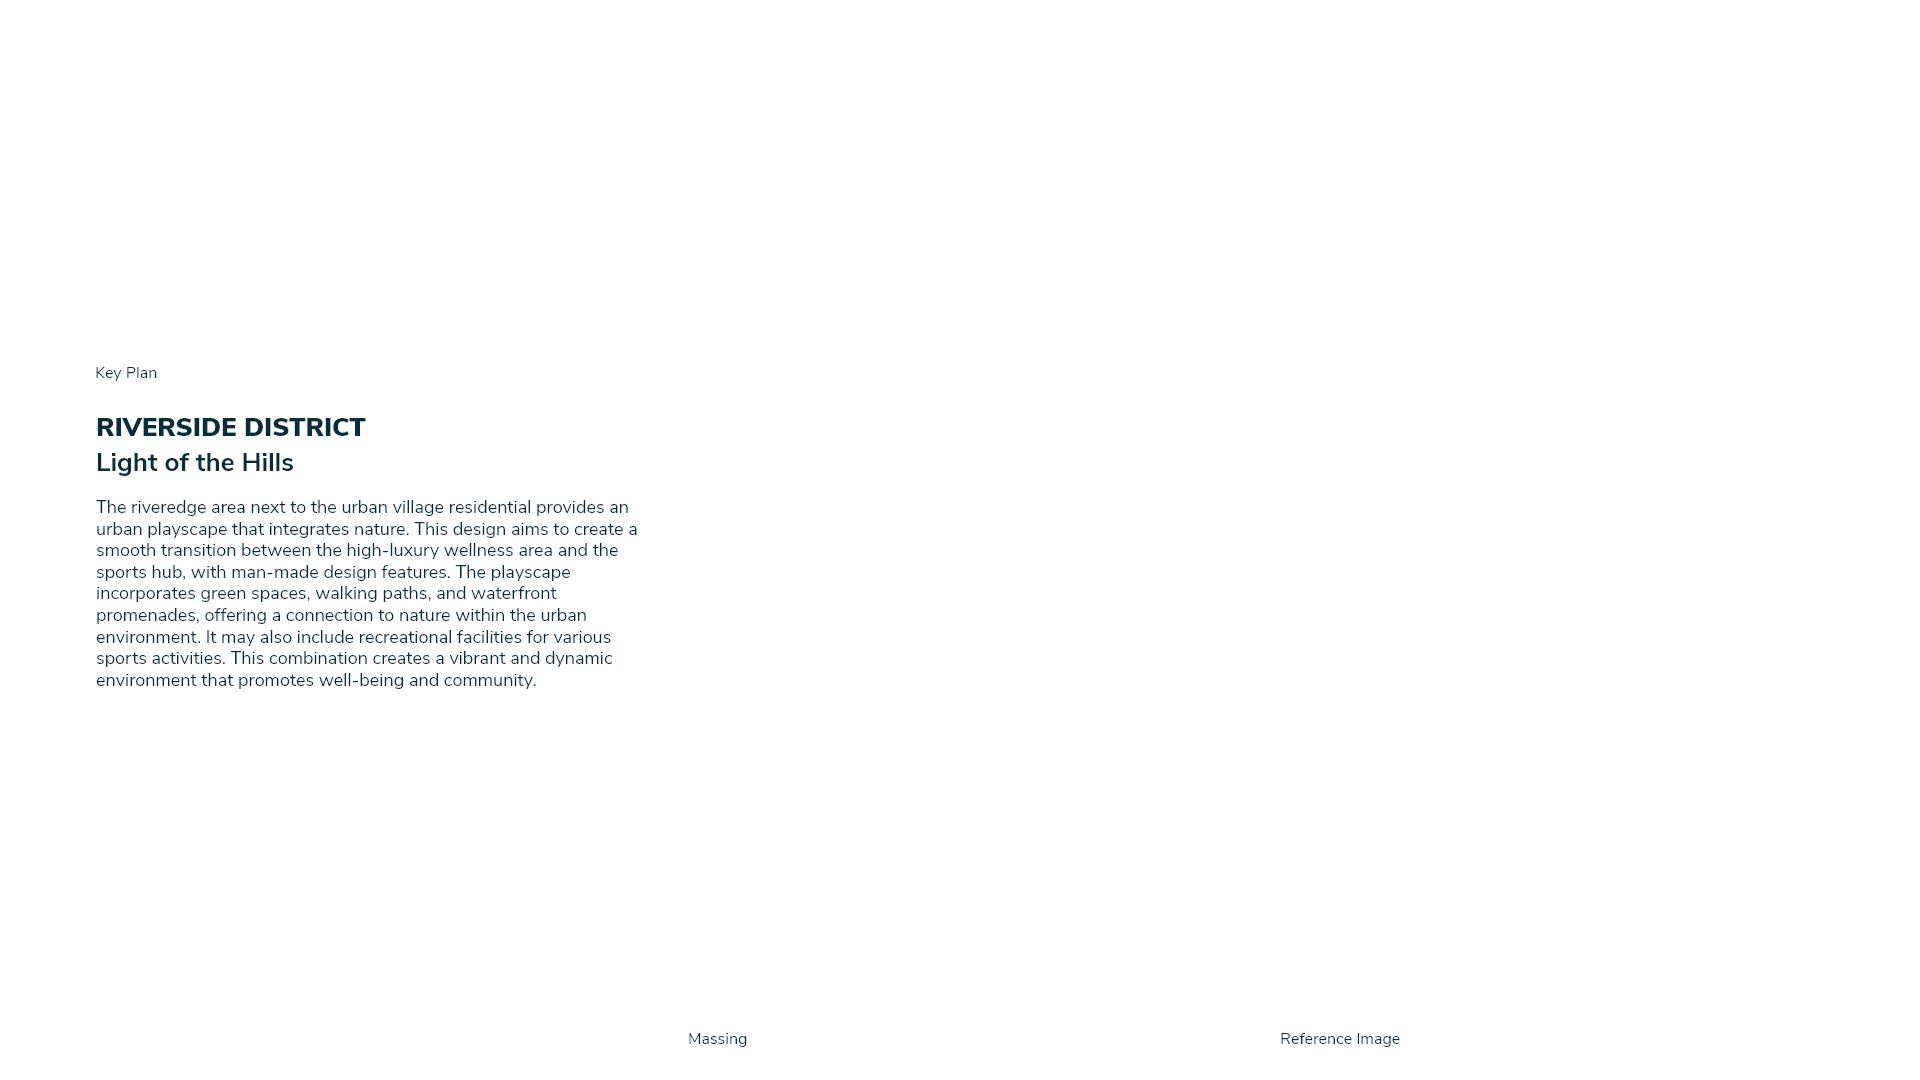 Key Plan
RIVERSIDE DISTRICT
Light of the Hills
The riveredge area next to the urban village residential provides an
urban playscape that integrates nature. This design aims to create a
smooth transition between the high-luxury wellness area and the
sports hub, with man-made design features. The playscape
incorporates green spaces, walking paths, and waterfront
promenades, offering a connection to nature within the urban
environment. It may also include recreational facilities for various
sports activities. This combination creates a vibrant and dynamic
environment that promotes well-being and community.
Massing
Reference Image